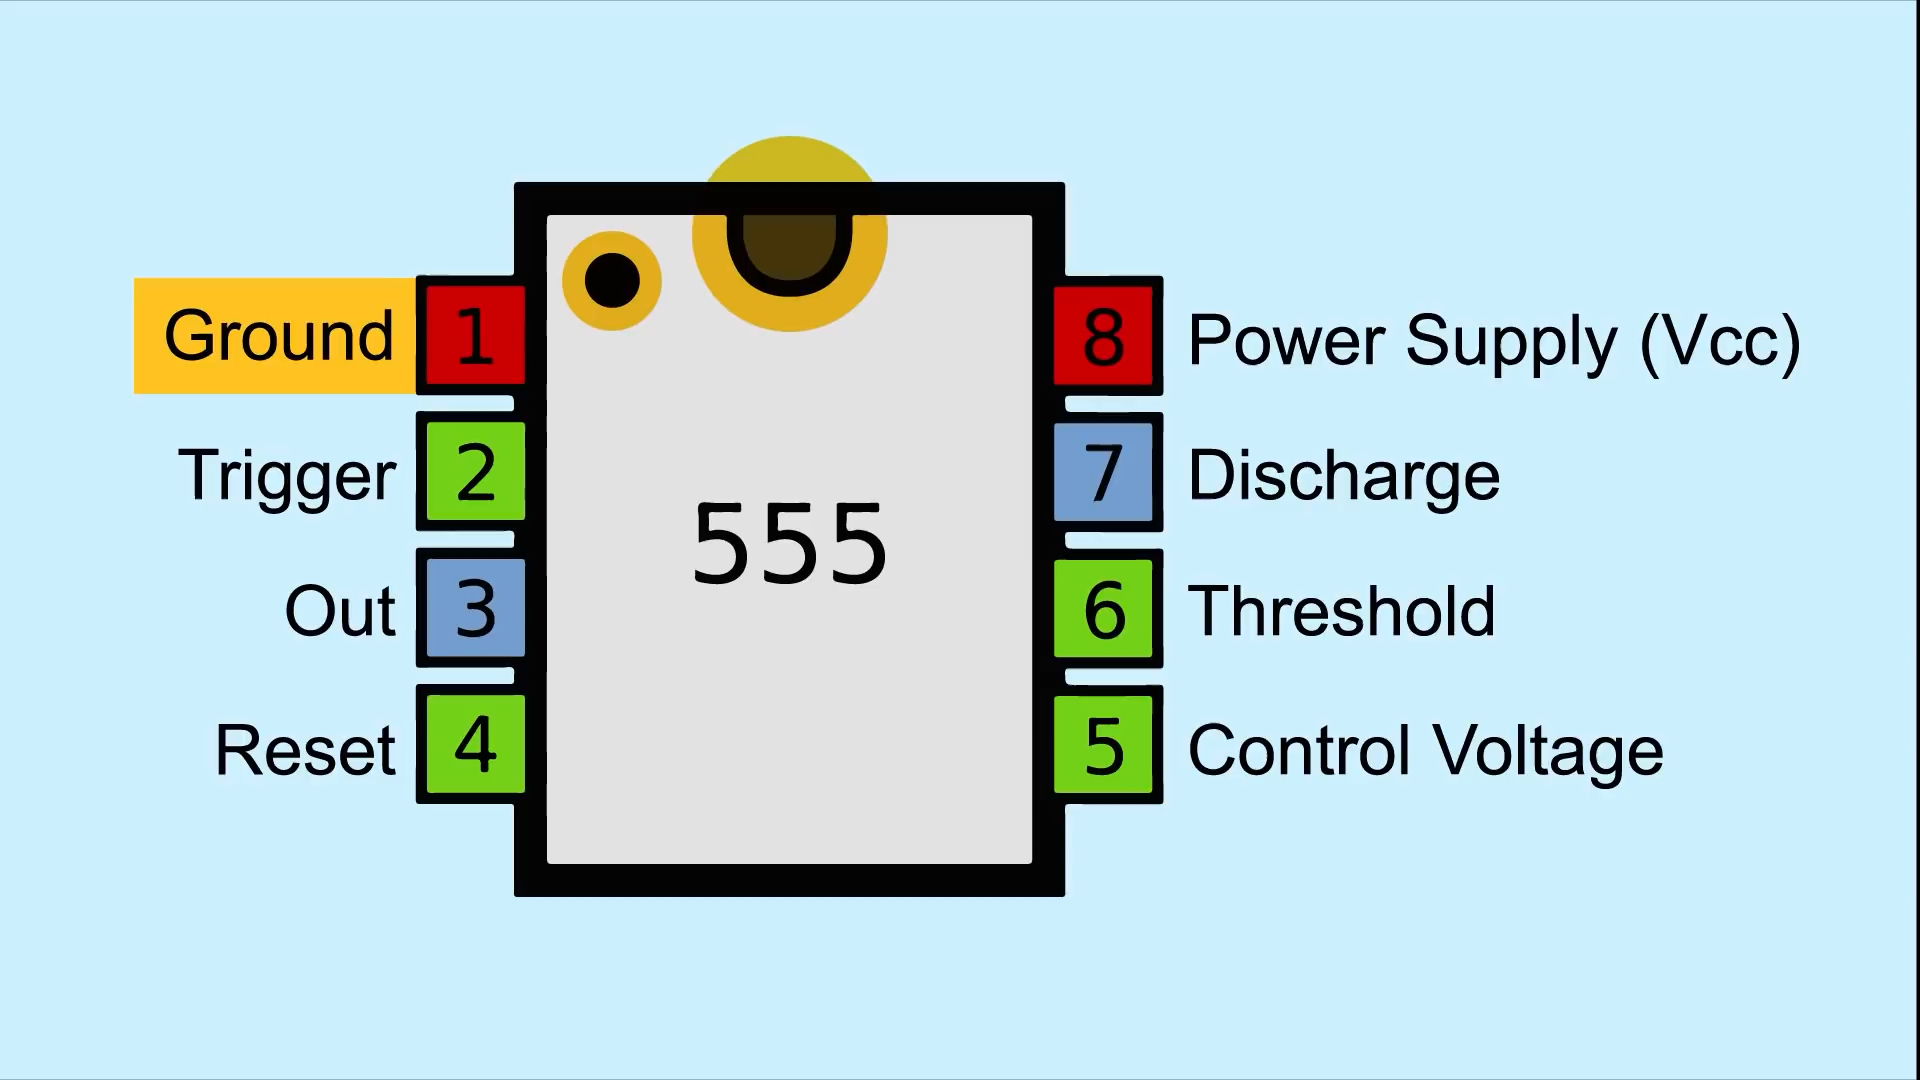 Ground 1 8 Power Supply (Vcc)
Trigger 2 7 Discharge
555
Out 3 6 Threshold
Reset 4 5 Control Voltage